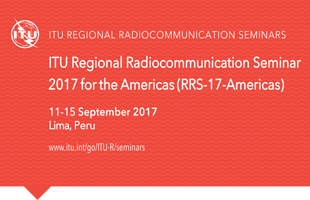 ITU
ITU REGIONAL RADIOCOMMUNICATION SEMINARS
ITU Regional Radiocommunication Seminar
2017 for the Americas (RRS-17-Americas)
11-15 September 2017
Lima, Peru
www.itu.int/go/ITU-R/seminars